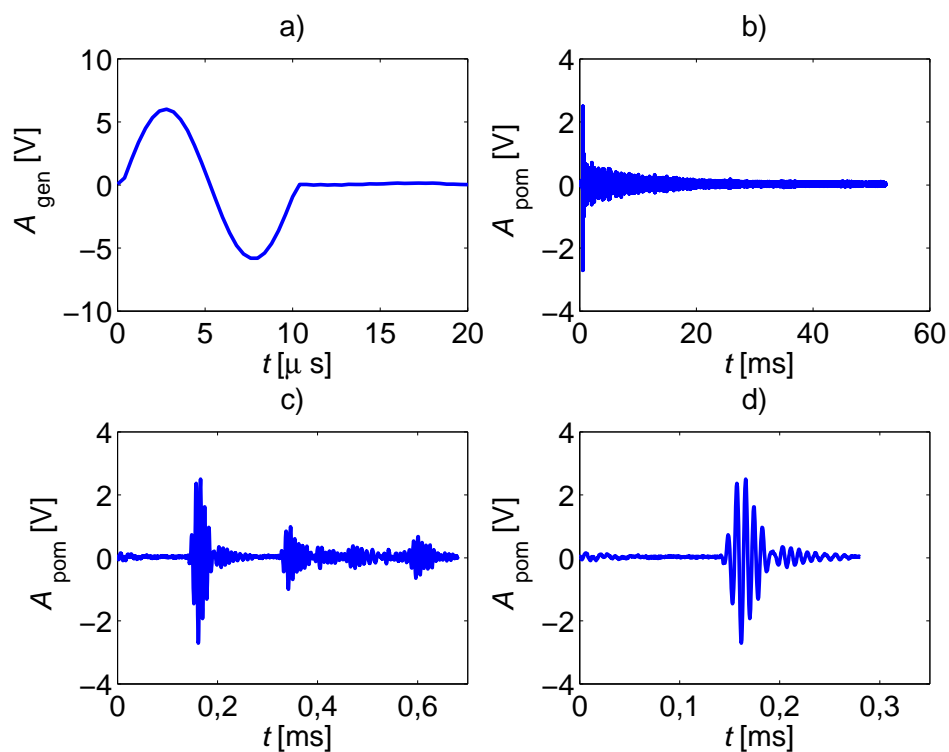 a)
10
5
0
−5
−10
A gen [V]
0 5 10 15 20
t [μ s]
b)
4
2
0
−2
−4
A pom [V]
0 20 40 60
t [ms]
c)
4
2
0
−2
−4
A pom [V]
0 0,2 0,4 0,6
t [ms]
d)
4
2
0
−2
−4
A pom [V]
0 0,1 0,2 0,3
t [ms]